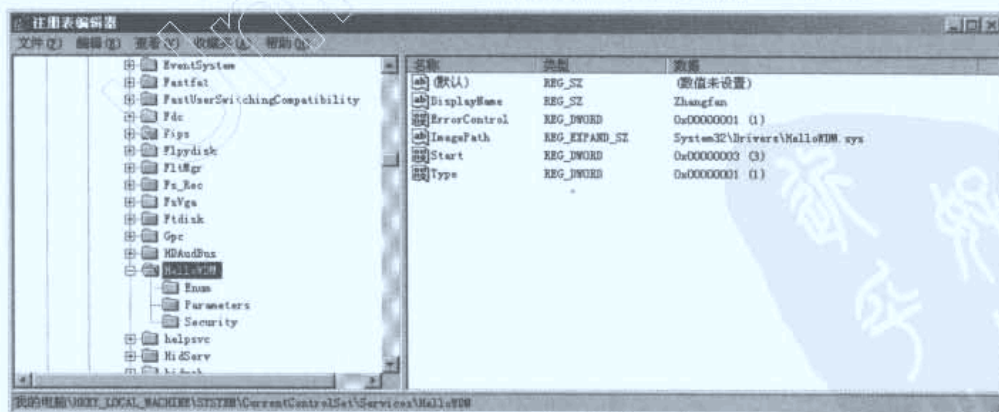 注册表编辑器
文件(F) 编辑(E) 查看(V) 收藏夹(A) 帮助(H)
EventSystem
Fastfat
FastUserSwitchingCompatibility
Fdc
Fips
Flpydisk
FltMgr
Fs_Rec
FsVga
Ftdisk
Gpc
HDAudBus
HelloWDM
Enum
Parameters
Security
helpsvc
HidServ
名称 类型 数据
(默认) REG_SZ (数值未设置)
DisplayName REG_SZ Zhangfan
ErrorControl REG_DWORD 0x00000001 (1)
ImagePath REG_EXPAND_SZ System32\Drivers\HelloWDM.sys
Start REG_DWORD 0x00000003 (3)
Type REG_DWORD 0x00000001 (1)
我的电脑\HKEY_LOCAL_MACHINE\SYSTEM\CurrentControlSet\Services\HelloWDM